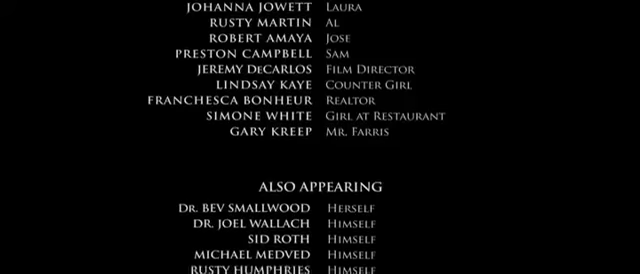 JOHANNA JOWETT LAURA
RUSTY MARTIN AL
ROBERT AMAYA JOSE
PRESTON CAMPBELL SAM
JEREMY DECARLOS FILM DIRECTOR
LINDSAY KAYE COUNTER GIRL
FRANCHESCA BONHEUR REALTOR
SIMONE WHITE GIRL AT RESTAURANT
GARY KREEP MR. FARRIS
ALSO APPEARING
DR. BEV SMALLWOOD HERSELF
DR. JOEL WALLACH HIMSELF
SID ROTH HIMSELF
MICHAEL MEDVED HIMSELF
RUSTY HUMPHRIES HIMSELF